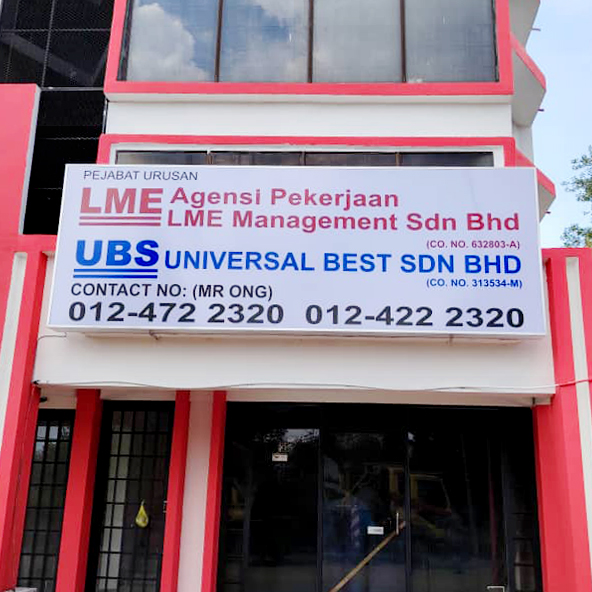 PEJABAT URUSAN
LME Agensi Pekerjaan
LME Management Sdn Bhd
(CO. NO. 632803-A)
UBS UNIVERSAL BEST SDN BHD
(CO. NO. 313534-M)
CONTACT NO: (MR ONG)
012-472 2320 012-422 2320